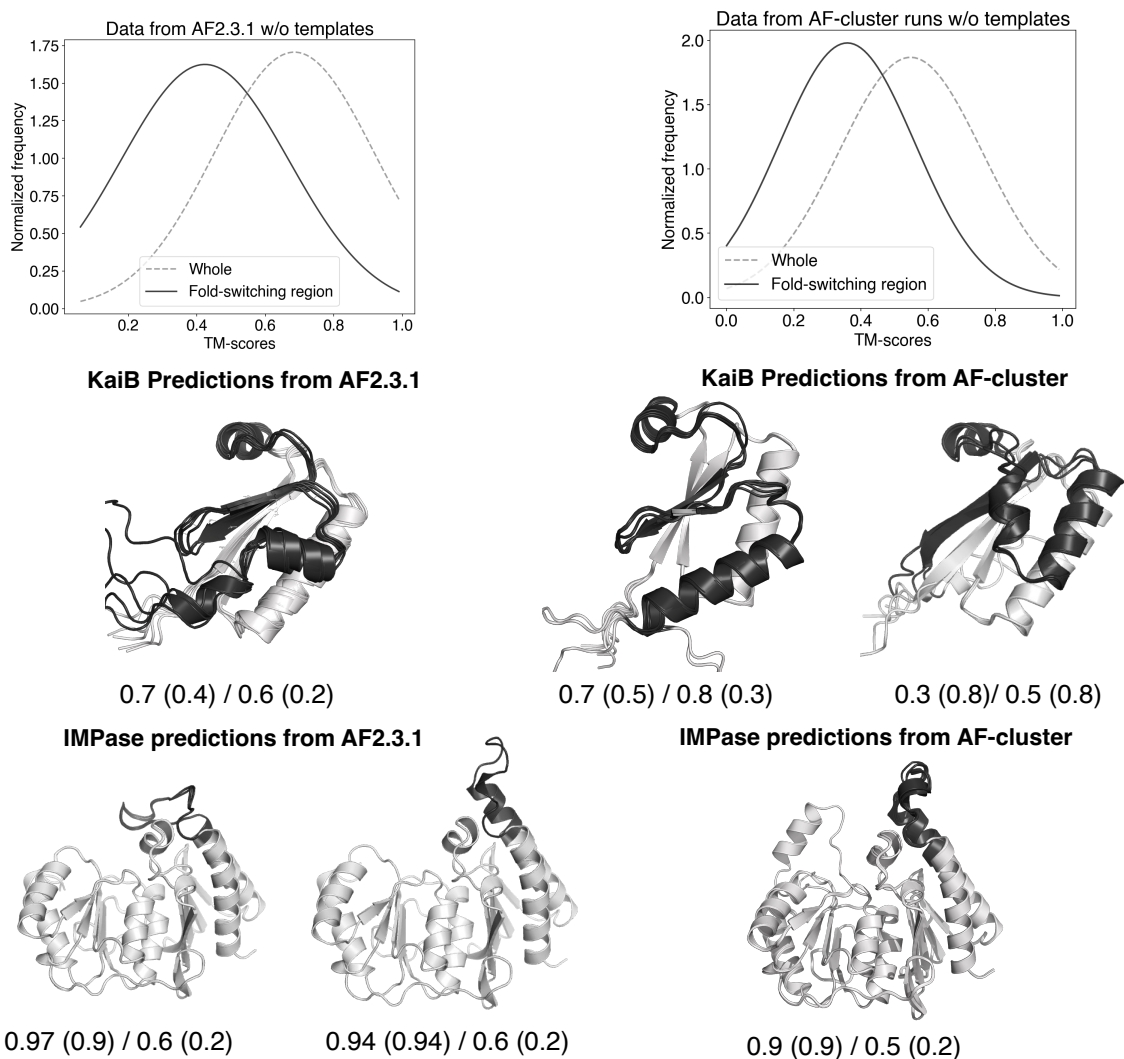 Data from AF2.3.1 w/o templates
1.75
1.50
1.25
1.00
0.75
0.50
0.25
0.00
Normalized frequency
Whole
Fold-switching region
0.2
0.4
0.6
0.8
1.0
TM-scores
Data from AF-cluster runs w/o templates
2.0
1.5
1.0
0.5
0.0
Normalized frequency
Whole
Fold-switching region
0.0
0.2
0.4
0.6
0.8
1.0
TM-scores
KaiB Predictions from AF2.3.1
KaiB Predictions from AF-cluster
0.7 (0.4) / 0.6 (0.2)
0.7 (0.5) / 0.8 (0.3)
0.3 (0.8)/ 0.5 (0.8)
IMPase predictions from AF2.3.1
IMPase predictions from AF-cluster
0.97 (0.9) / 0.6 (0.2)
0.94 (0.94) / 0.6 (0.2)
0.9 (0.9) / 0.5 (0.2)